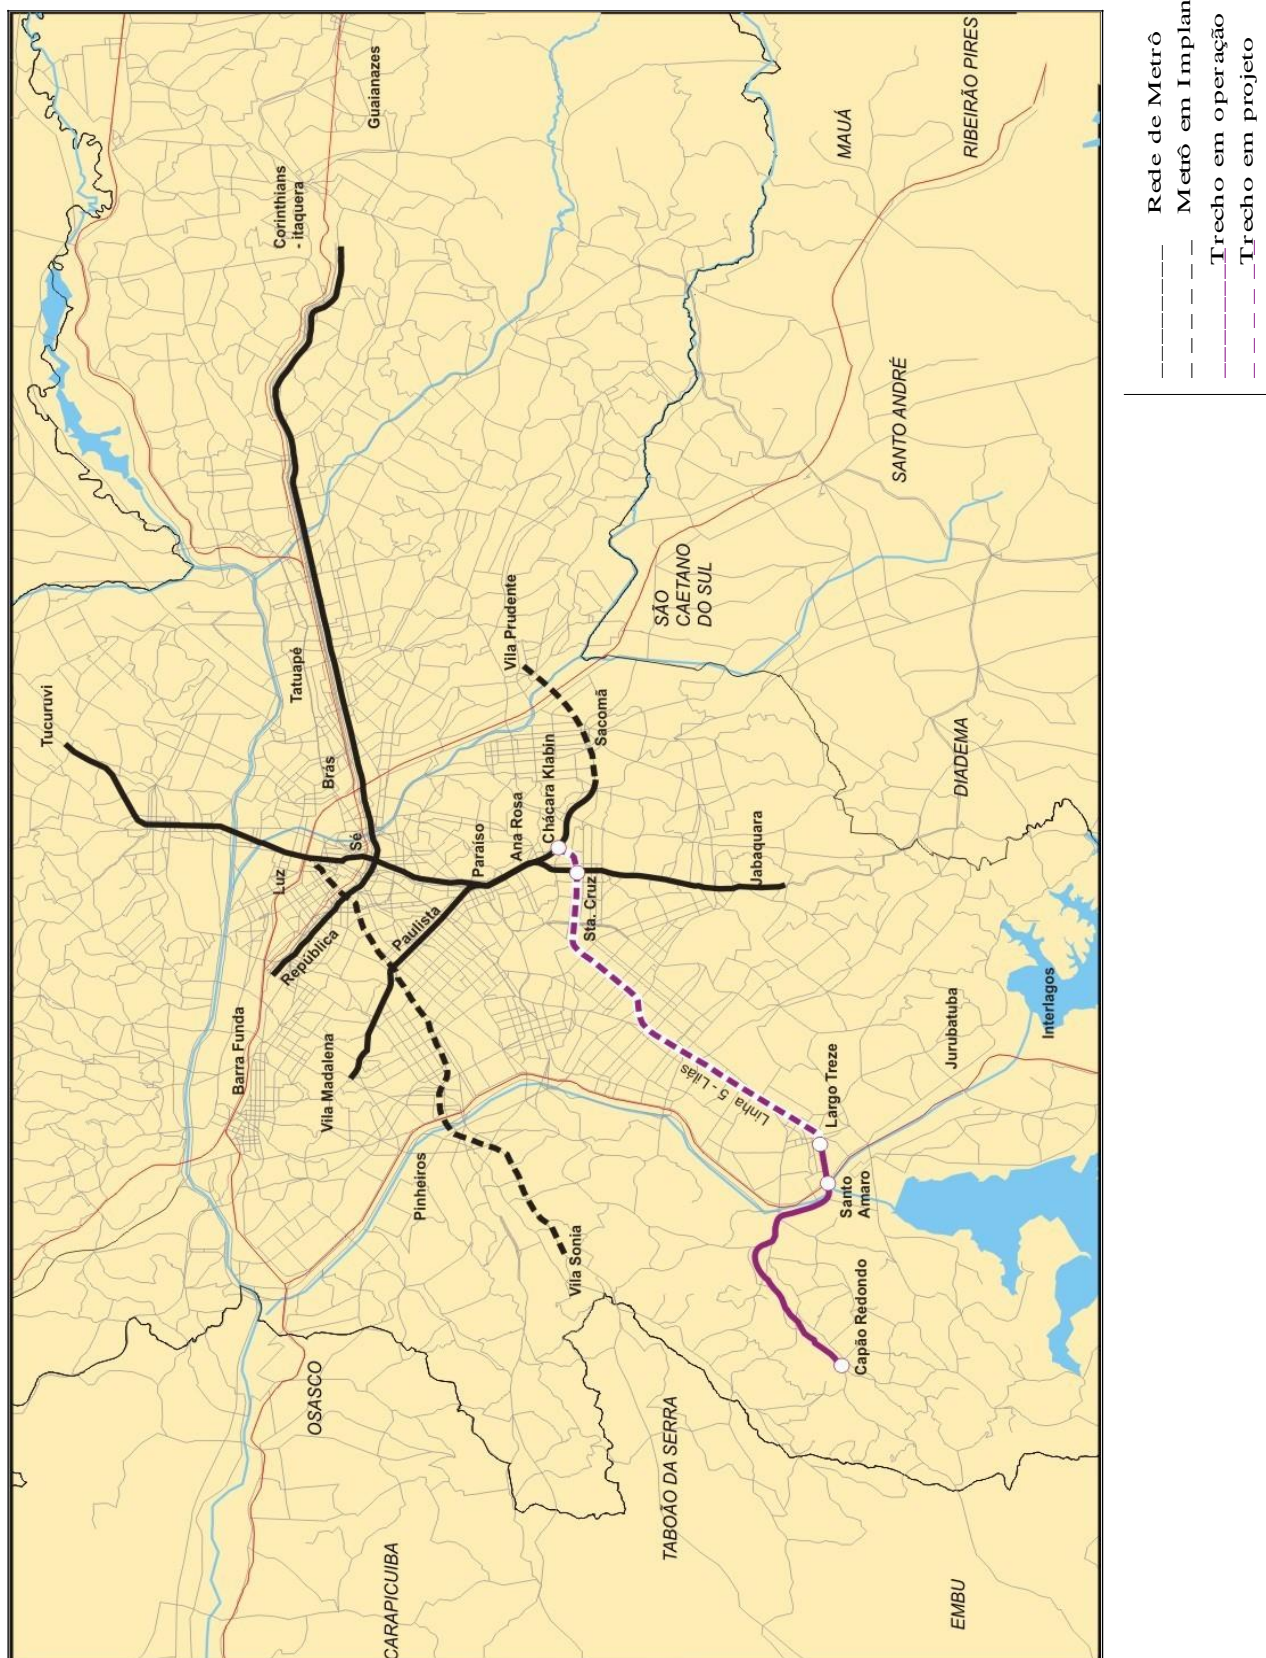 Rede de Metrô
Metrô em Implan
Trecho em operação
Trecho em projeto
Guaianazes
Corinthians
- itaquera
MAUÁ
RIBEIRÃO PIRES
SANTO ANDRÉ
SÃO
CAETANO
DO SUL
Vila Prudente
Sacomã
Tatuapé
Tucuruvi
Brás
Sé
Luz
Chácara Klabin
Ana Rosa
Paraíso
DIADEMA
Jabaquara
Sta. Cruz
Paulista
República
Barra Funda
Vila Madalena
Pinheiros
Vila Sonia
Linha 5 - Lilás
Largo Treze
Jurubatuba
Interlagos
Santo
Amaro
Capão Redondo
OSASCO
TABOÃO DA SERRA
CARAPICUIBA
EMBU